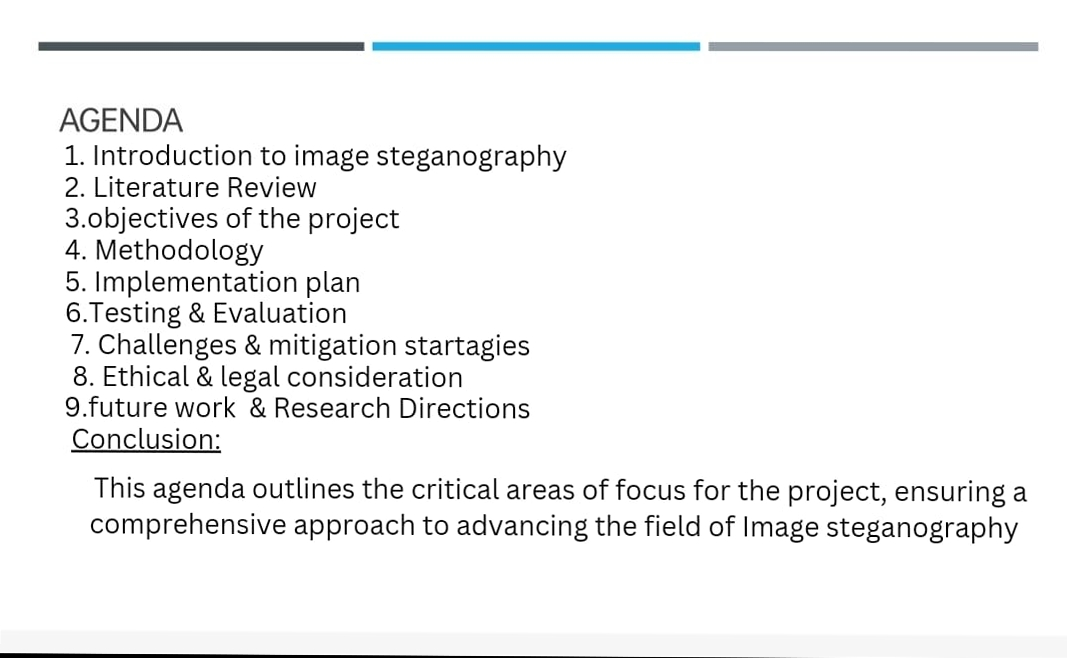 AGENDA
1. Introduction to image steganography
2. Literature Review
3.objectives of the project
4. Methodology
5. Implementation plan
6.Testing & Evaluation
7. Challenges & mitigation startagies
8. Ethical & legal consideration
9.future work & Research Directions
Conclusion:
This agenda outlines the critical areas of focus for the project, ensuring a
comprehensive approach to advancing the field of Image steganography